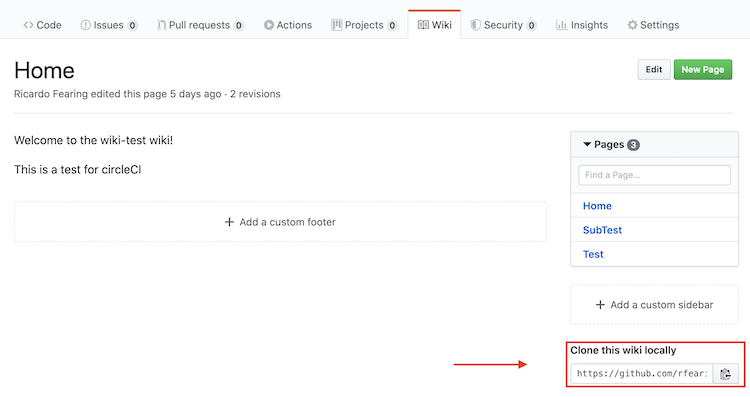 Code Issues 0 Pull requests 0 Actions Projects 0 Wiki Security 0 Insights Settings
Home
Edit New Page
Ricardo Fearing edited this page 5 days ago · 2 revisions
Welcome to the wiki-test wiki!
This is a test for circleCI
Add a custom footer
Pages 3
Find a Page...
Home
SubTest
Test
Add a custom sidebar
Clone this wiki locally
https://github.com/rfeari